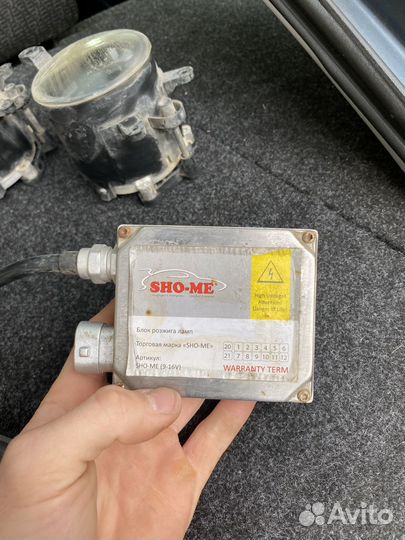 SHO-ME
High Voltage!
Блок розжига ламп
Торговая марка «SHO-ME»
Артикул:
SHO-ME (9-16V)
20 1 2 3 4 5 6
21 7 8 9 10 11 12
WARRANTY TERM
Avito